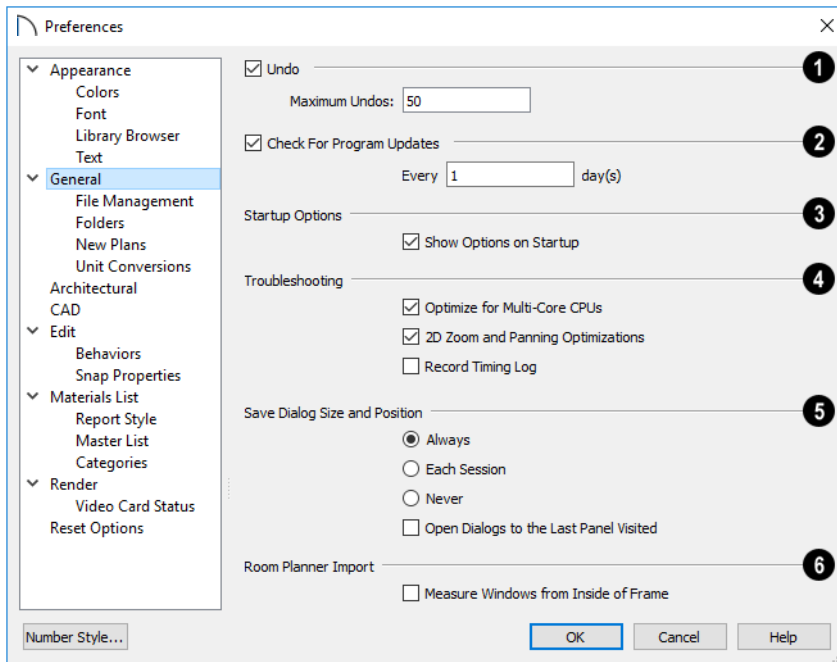 Preferences
Appearance
Colors
Font
Library Browser
Text
General
File Management
Folders
New Plans
Unit Conversions
Architectural
CAD
Edit
Behaviors
Snap Properties
Materials List
Report Style
Master List
Categories
Render
Video Card Status
Reset Options
Undo 1
Maximum Undos: 50
Check For Program Updates 2
Every 1 day(s)
Startup Options 3
Show Options on Startup
Troubleshooting 4
Optimize for Multi-Core CPUs
2D Zoom and Panning Optimizations
Record Timing Log
Save Dialog Size and Position 5
Always
Each Session
Never
Open Dialogs to the Last Panel Visited
Room Planner Import 6
Measure Windows from Inside of Frame
Number Style... OK Cancel Help